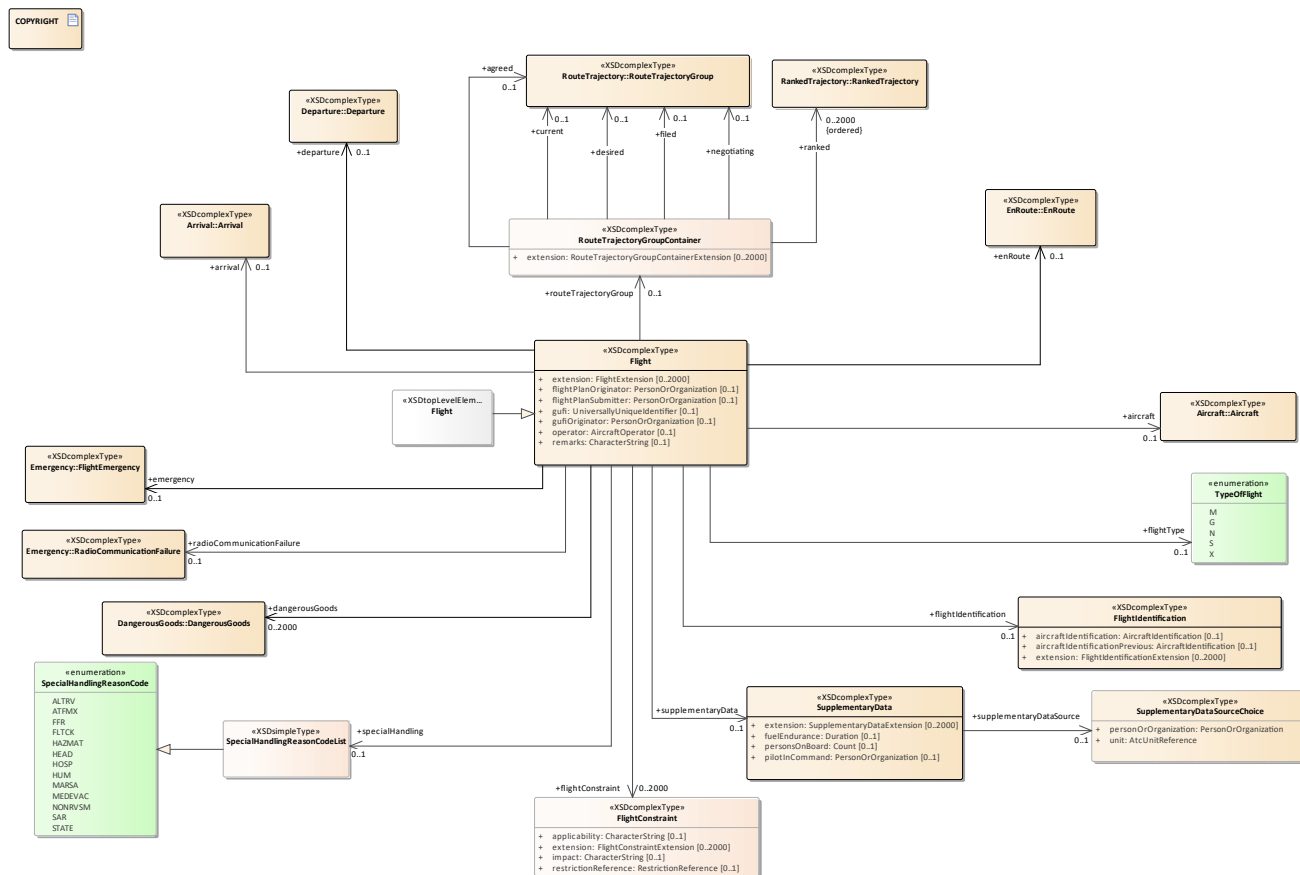 COPYRIGHT
«XSDcomplexType»
RouteTrajectory::RouteTrajectoryGroup
«XSDcomplexType»
RankedTrajectory::RankedTrajectory
+agreed
0..1
«XSDcomplexType»
Departure::Departure
+departure
0..1
0..1
+current
0..1
+desired
0..1
+filed
0..1
+negotiating
0..2000
{ordered}
+ranked
«XSDcomplexType»
Arrival::Arrival
+arrival
0..1
«XSDcomplexType»
EnRoute::EnRoute
+enRoute
0..1
«XSDcomplexType»
RouteTrajectoryGroupContainer
+ extension: RouteTrajectoryGroupContainerExtension [0..2000]
+routeTrajectoryGroup
0..1
«XSDcomplexType»
Flight
+ extension: FlightExtension [0..2000]
+ flightPlanOriginator: PersonOrOrganization [0..1]
+ flightPlanSubmitter: PersonOrOrganization [0..1]
+ gufi: UniversallyUniqueIdentifier [0..1]
+ gufiOriginator: PersonOrOrganization [0..1]
+ operator: AircraftOperator [0..1]
+ remarks: CharacterString [0..1]
«XSDtopLevelElem...
Flight
+aircraft
0..1
«XSDcomplexType»
Aircraft::Aircraft
«XSDcomplexType»
Emergency::FlightEmergency
+emergency
0..1
«enumeration»
TypeOfFlight
M
G
N
S
X
+flightType
0..1
«XSDcomplexType»
Emergency::RadioCommunicationFailure
+radioCommunicationFailure
0..1
«XSDcomplexType»
DangerousGoods::DangerousGoods
+dangerousGoods
0..2000
+flightIdentification
0..1
«XSDcomplexType»
FlightIdentification
+ aircraftIdentification: AircraftIdentification [0..1]
+ aircraftIdentificationPrevious: AircraftIdentification [0..1]
+ extension: FlightIdentificationExtension [0..2000]
«enumeration»
SpecialHandlingReasonCode
ALTRV
ATFMX
FFR
FLTCK
HAZMAT
HEAD
HOSP
HUM
MARSA
MEDEVAC
NONRVSM
SAR
STATE
«XSDsimpleType»
SpecialHandlingReasonCodeList
+specialHandling
0..1
+supplementaryData
0..1
«XSDcomplexType»
SupplementaryData
+ extension: SupplementaryDataExtension [0..2000]
+ fuelEndurance: Duration [0..1]
+ personsOnBoard: Count [0..1]
+ pilotInCommand: PersonOrOrganization [0..1]
+supplementaryDataSource
0..1
«XSDcomplexType»
SupplementaryDataSourceChoice
+ personOrOrganization: PersonOrOrganization
+ unit: AtcUnitReference
+flightConstraint
0..2000
«XSDcomplexType»
FlightConstraint
+ applicability: CharacterString [0..1]
+ extension: FlightConstraintExtension [0..2000]
+ impact: CharacterString [0..1]
+ restrictionReference: RestrictionReference [0..1]